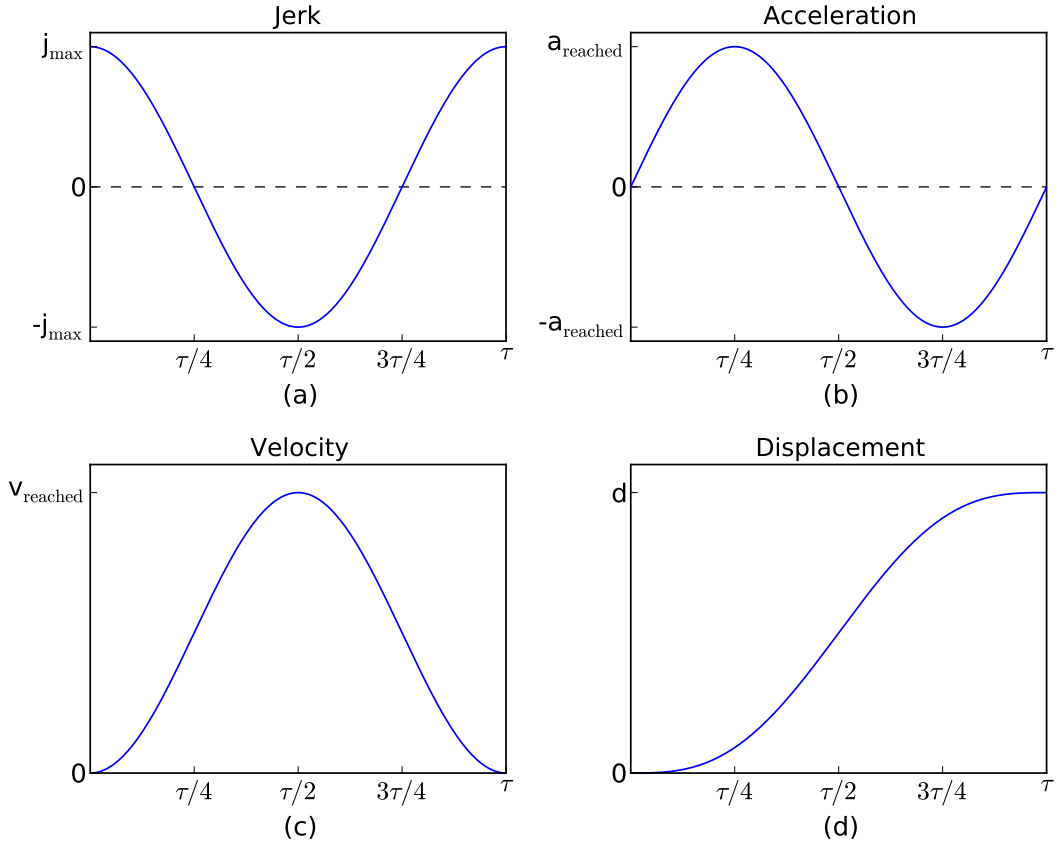 Jerk
j_max
0
-j_max
τ/4 τ/2 3τ/4 τ
(a)
Acceleration
a_reached
0
-a_reached
τ/4 τ/2 3τ/4 τ
(b)
Velocity
v_reached
0
τ/4 τ/2 3τ/4 τ
(c)
Displacement
d
0
τ/4 τ/2 3τ/4 τ
(d)